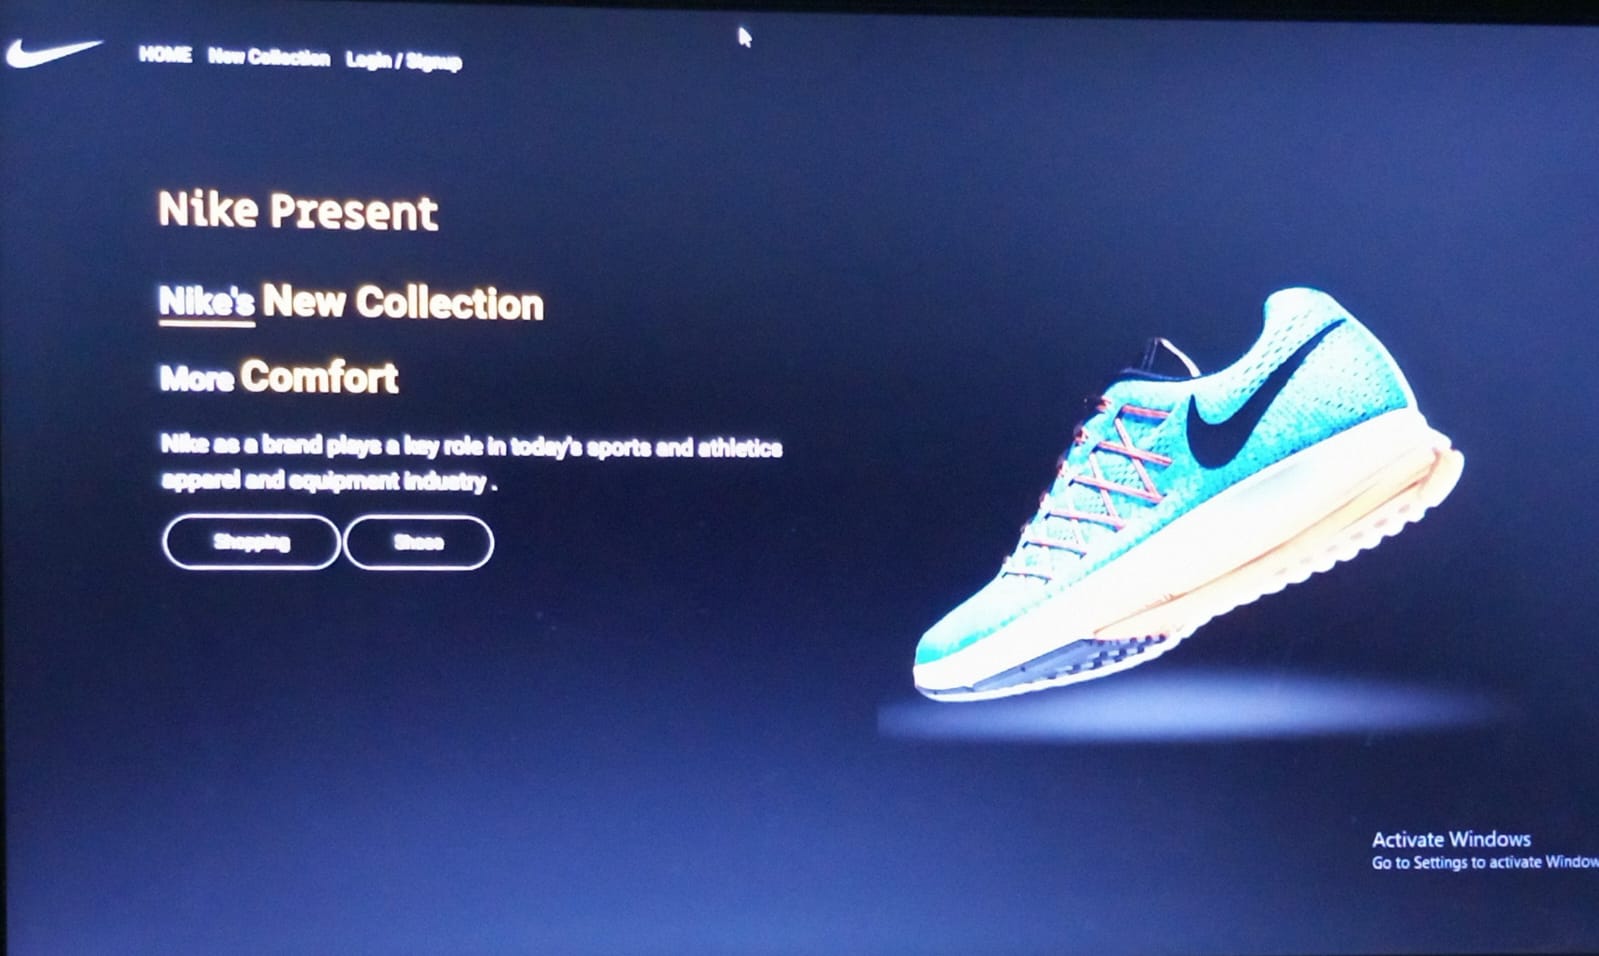 HOME New Collection Login / Signup
Nike Present
Nike's New Collection
More Comfort
Nike as a brand plays a key role in today's sports and athletics
apparel and equipment industry .
Shopping Shoes
Activate Windows
Go to Settings to activate Window